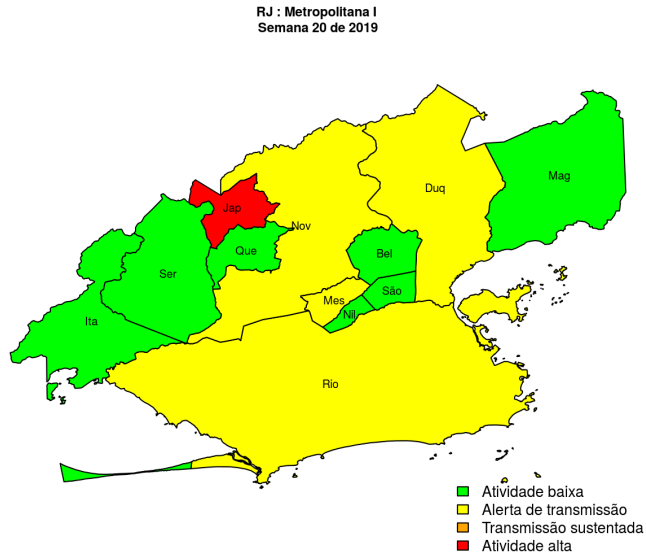 RJ : Metropolitana I
Semana 20 de 2019
Mag
Duq
Jap
Nov
Que
Bel
Ser
São
Mes
Nil
Ita
Rio
Atividade baixa
Alerta de transmissão
Transmissão sustentada
Atividade alta